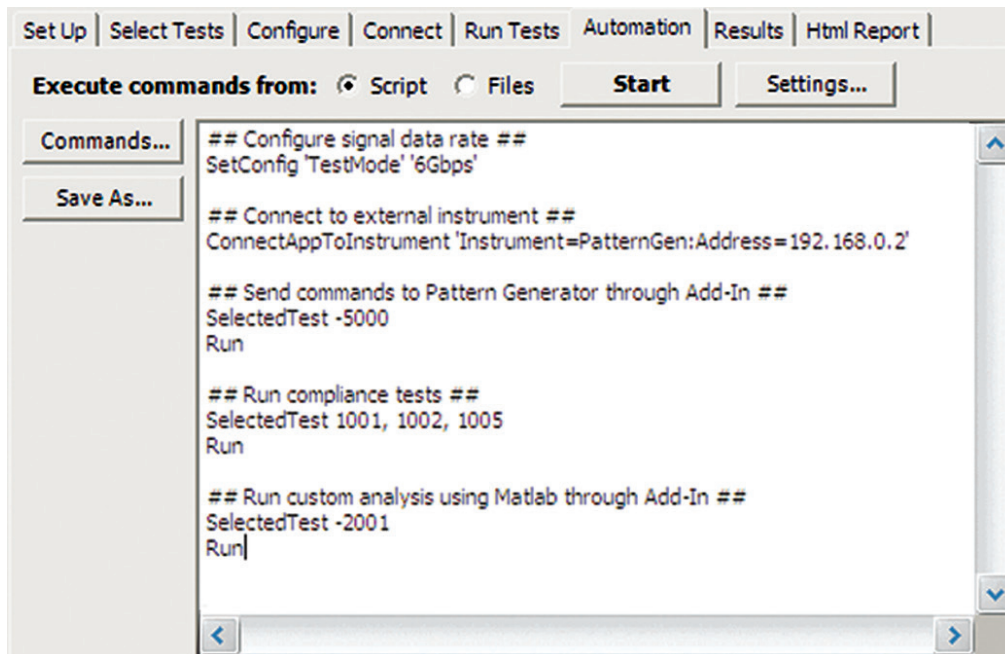 Set Up Select Tests Configure Connect Run Tests Automation Results Html Report
Execute commands from: Script Files Start Settings...
Commands...
Save As...
## Configure signal data rate ##
SetConfig 'TestMode' '6Gbps'
## Connect to external instrument ##
ConnectAppToInstrument 'Instrument=PatternGen:Address=192.168.0.2'
## Send commands to Pattern Generator through Add-In ##
SelectedTest -5000
Run
## Run compliance tests ##
SelectedTest 1001, 1002, 1005
Run
## Run custom analysis using Matlab through Add-In ##
SelectedTest -2001
Run